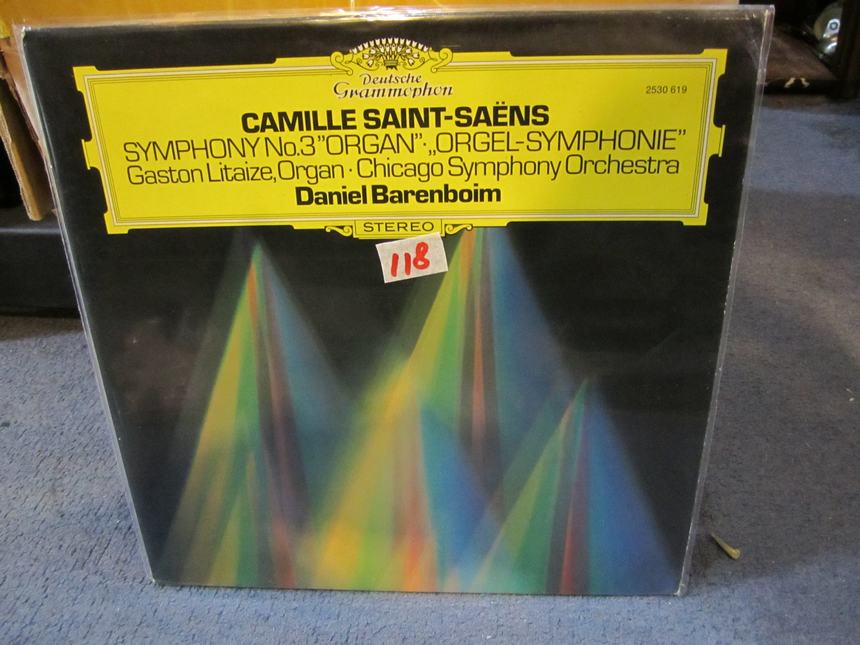 Deutsche
Grammophon
2530 619
CAMILLE SAINT-SAËNS
SYMPHONY No.3 "ORGAN"·„ORGEL-SYMPHONIE”
Gaston Litaize, Organ · Chicago Symphony Orchestra
Daniel Barenboim
STEREO
118